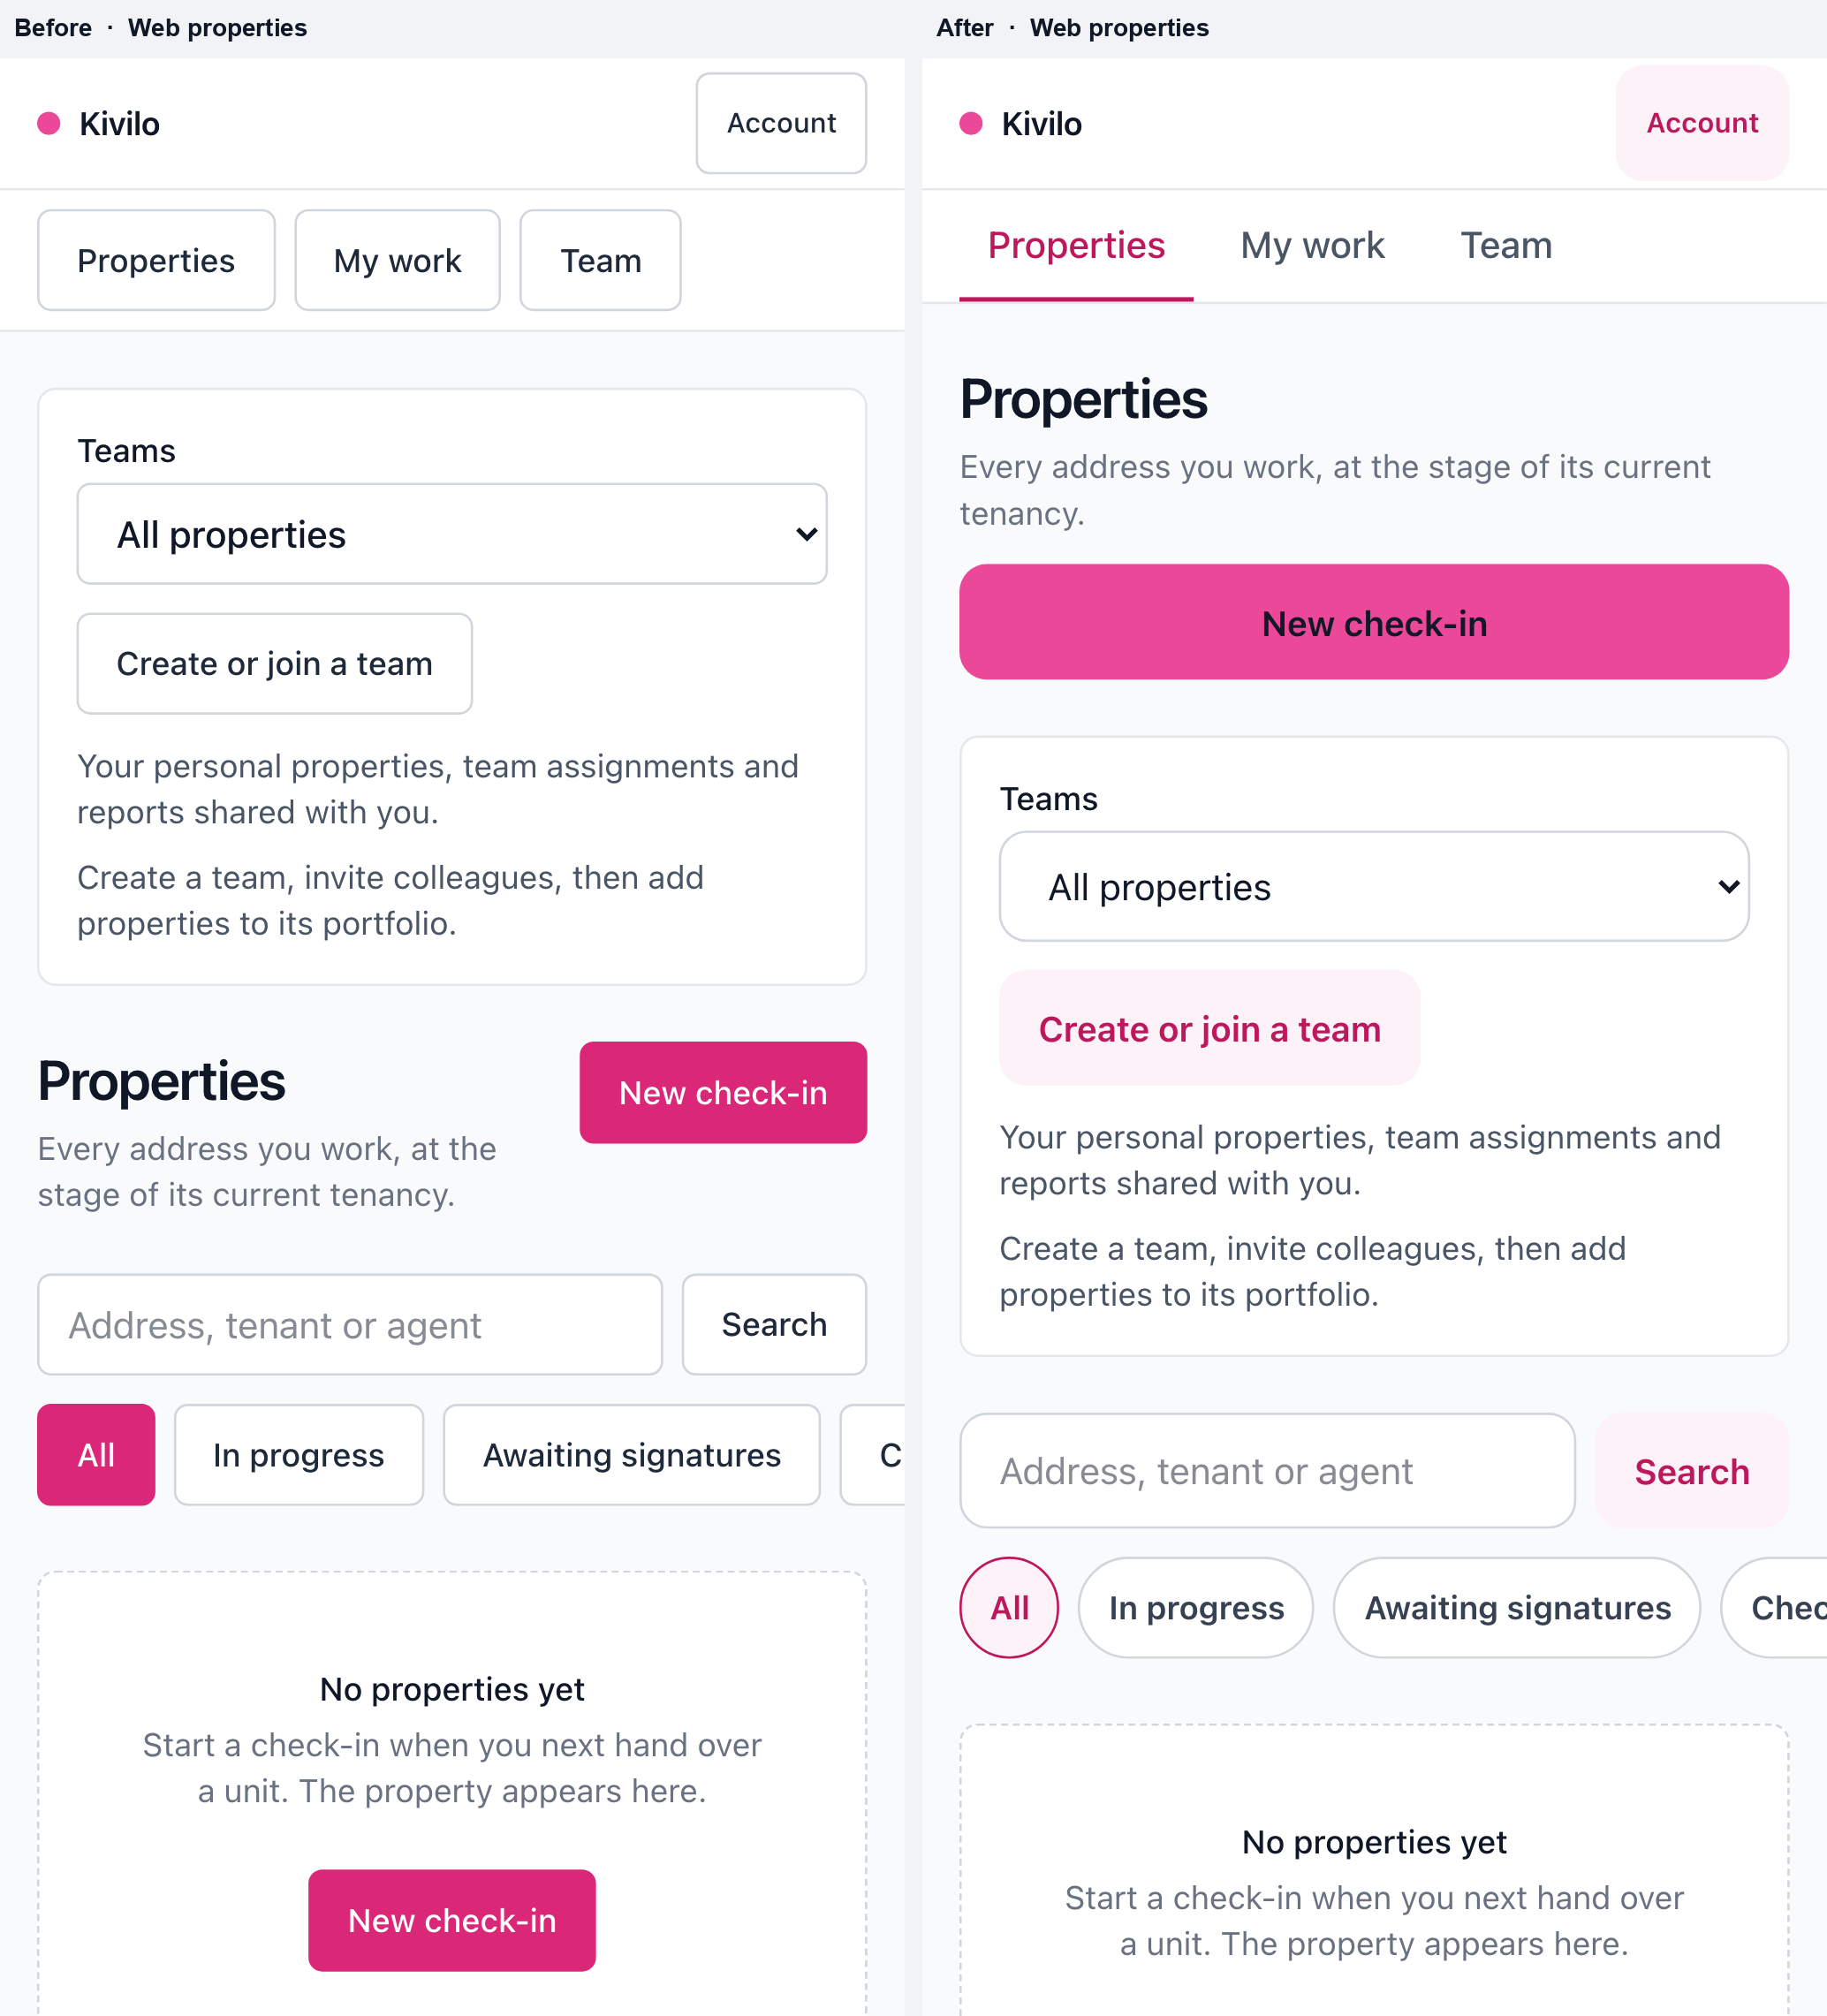 Before · Web properties
Kivilo
Account
Properties
My work
Team
Teams
All properties
Create or join a team
Your personal properties, team assignments and
reports shared with you.
Create a team, invite colleagues, then add
properties to its portfolio.
Properties
New check-in
Every address you work, at the
stage of its current tenancy.
Address, tenant or agent
Search
All
In progress
Awaiting signatures
C
No properties yet
Start a check-in when you next hand over
a unit. The property appears here.
New check-in
After · Web properties
Kivilo
Account
Properties
My work
Team
Properties
Every address you work, at the stage of its current
tenancy.
New check-in
Teams
All properties
Create or join a team
Your personal properties, team assignments and
reports shared with you.
Create a team, invite colleagues, then add
properties to its portfolio.
Address, tenant or agent
Search
All
In progress
Awaiting signatures
Chec
No properties yet
Start a check-in when you next hand over
a unit. The property appears here.